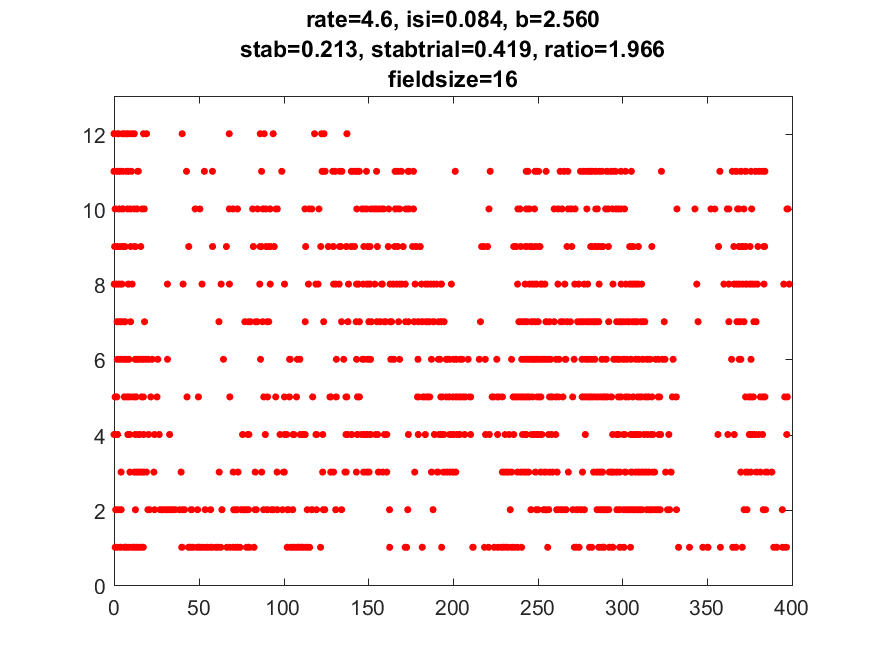 rate=4.6, isi=0.084, b=2.560
stab=0.213, stabtrial=0.419, ratio=1.966
fieldsize=16
12
10
8
6
4
2
0
0 50 100 150 200 250 300 350 400